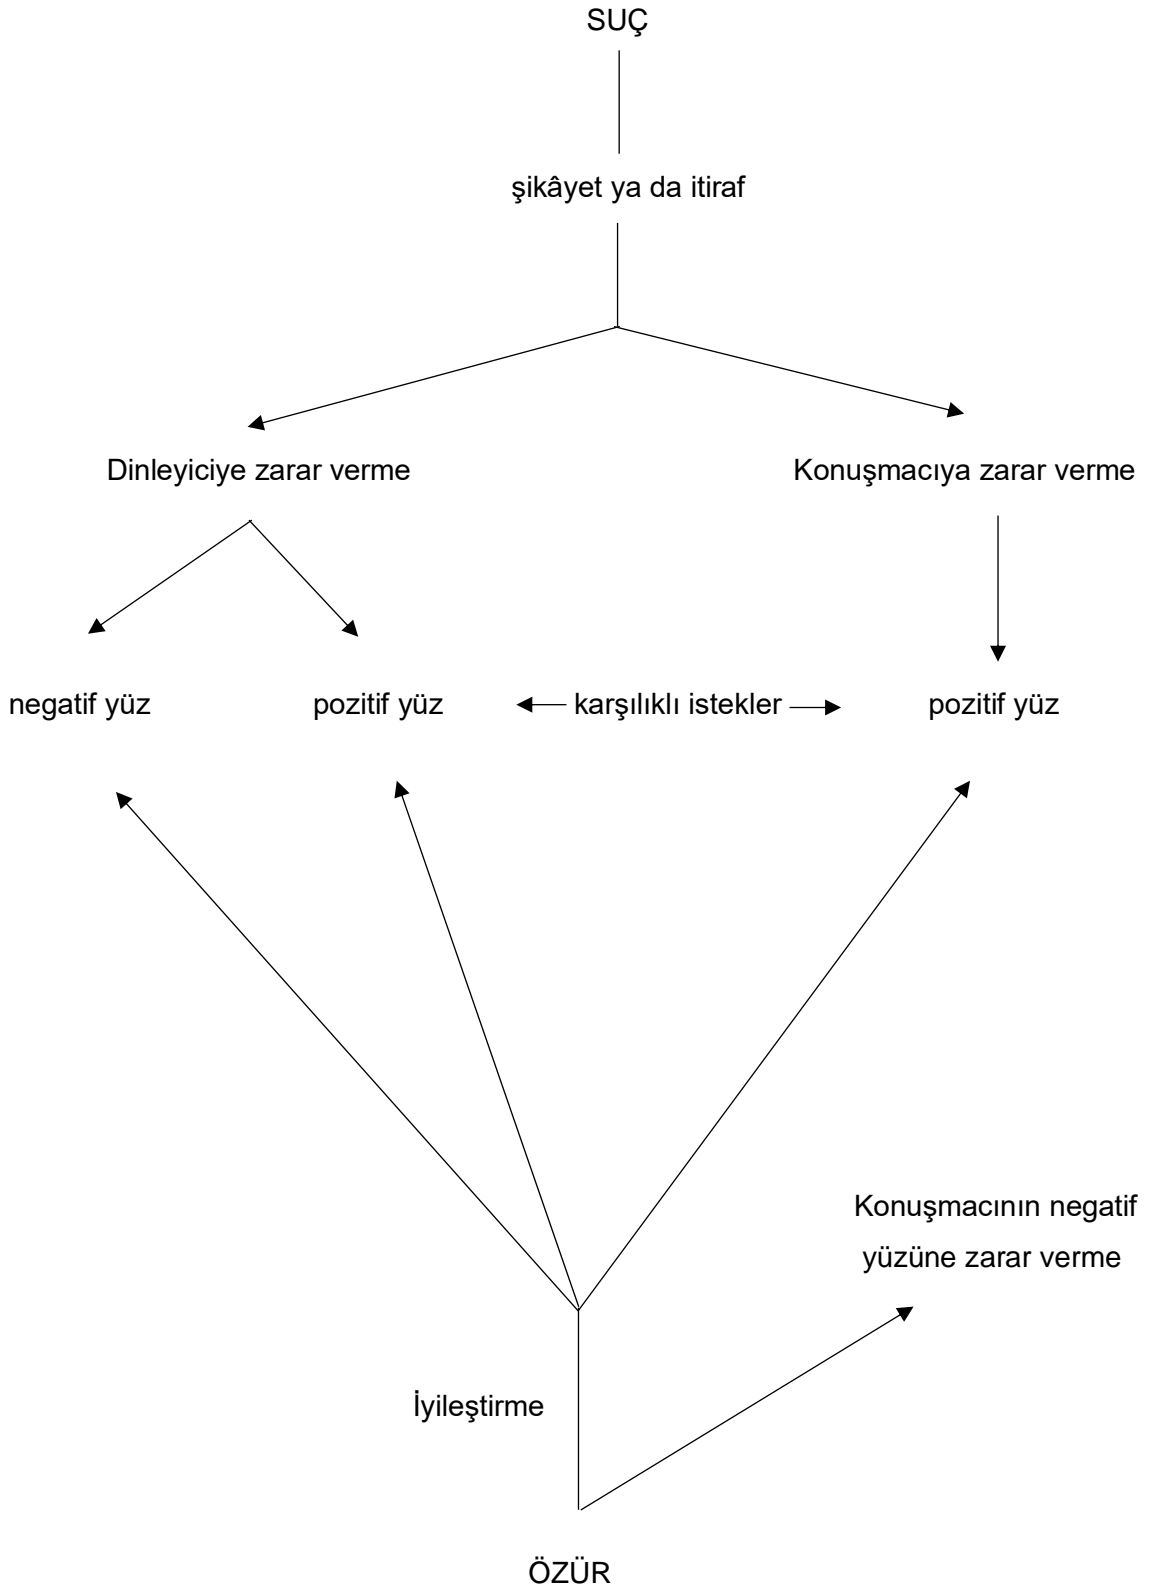 SUÇ
şikâyet ya da itiraf
Dinleyiciye zarar verme
Konuşmacıya zarar verme
negatif yüz
pozitif yüz
karşılıklı istekler
pozitif yüz
Konuşmacının negatif
yüzüne zarar verme
İyileştirme
ÖZÜR